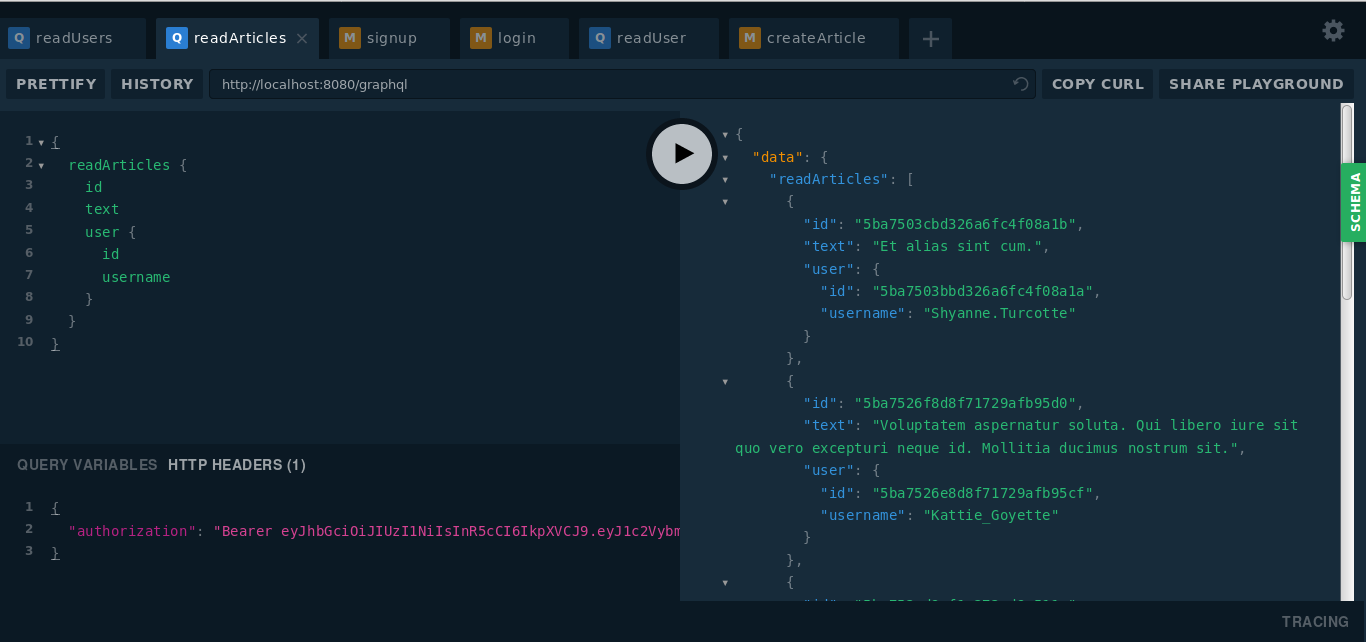 Q readUsers Q readArticles × M signup M login Q readUser M createArticle +
PRETTIFY HISTORY http://localhost:8080/graphql COPY CURL SHARE PLAYGROUND
1 {
2 readArticles {
3 id
4 text
5 user {
6 id
7 username
8 }
9 }
10 }
QUERY VARIABLES HTTP HEADERS (1)
1 {
2 "authorization": "Bearer eyJhbGciOiJIUzI1NiIsInR5cCI6IkpXVCJ9.eyJ1c2Vybm
3 }
{
"data": {
"readArticles": [
{
"id": "5ba7503cbd326a6fc4f08a1b",
"text": "Et alias sint cum.",
"user": {
"id": "5ba7503bbd326a6fc4f08a1a",
"username": "Shyanne.Turcotte"
}
},
{
"id": "5ba7526f8d8f71729afb95d0",
"text": "Voluptatem aspernatur soluta. Qui libero iure sit
quo vero excepturi neque id. Mollitia ducimus nostrum sit.",
"user": {
"id": "5ba7526e8d8f71729afb95cf",
"username": "Kattie_Goyette"
}
},
{
SCHEMA
TRACING